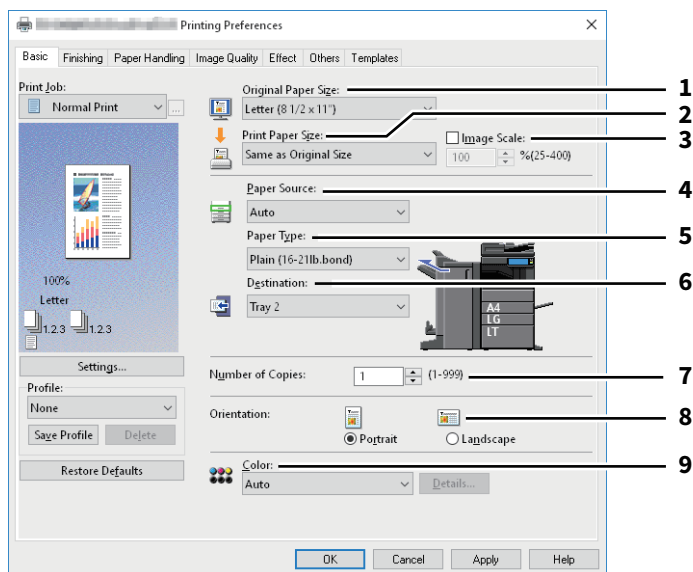 Printing Preferences
Basic Finishing Paper Handling Image Quality Effect Others Templates
Print Job:
Normal Print
...
100%
Letter
1.2.3 1.2.3
Settings...
Profile:
None
Save Profile Delete
Restore Defaults
Original Paper Size:
Letter (8 1/2 x 11")
Print Paper Size:
Same as Original Size
Image Scale:
100 %(25-400)
Paper Source:
Auto
Paper Type:
Plain (16-21lb.bond)
Destination:
Tray 2
A4
LG
LT
Number of Copies: 1 (1-999)
Orientation:
Portrait Landscape
Color:
Auto Details...
OK Cancel Apply Help
1
2
3
4
5
6
7
8
9